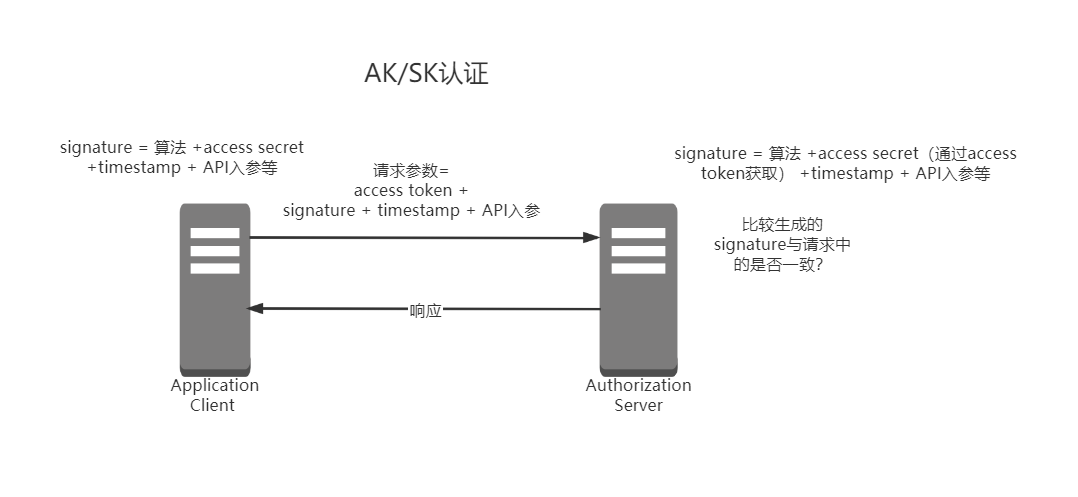 AK/SK认证
signature = 算法 +access secret
+timestamp + API入参等
请求参数=
access token +
signature + timestamp + API入参
signature = 算法 +access secret（通过access
token获取） +timestamp + API入参等
比较生成的
signature与请求中
的是否一致？
响应
Application
Client
Authorization
Server